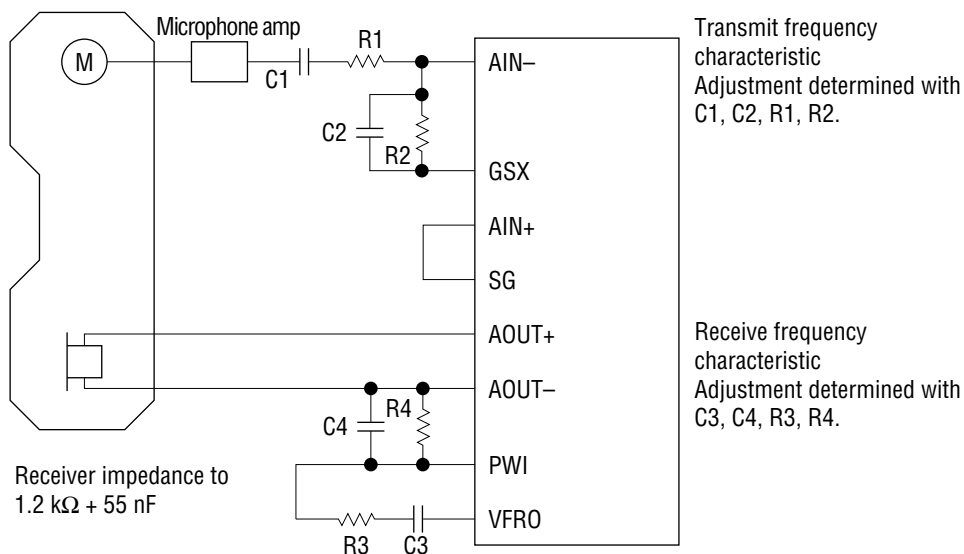 Microphone amp
M
C1
R1
C2
R2
AIN–
GSX
AIN+
SG
AOUT+
AOUT–
PWI
VFRO
C4
R4
R3
C3
Receiver impedance to
1.2 kΩ + 55 nF
Transmit frequency
characteristic
Adjustment determined with
C1, C2, R1, R2.
Receive frequency
characteristic
Adjustment determined with
C3, C4, R3, R4.